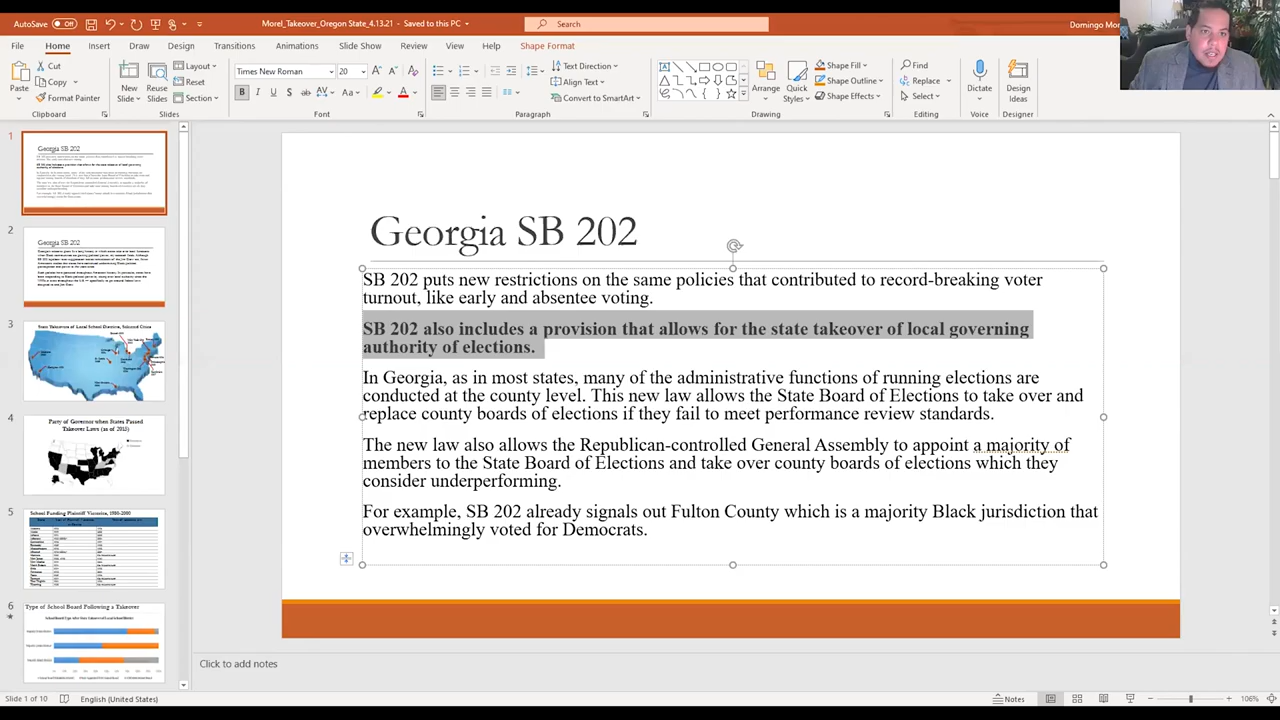 AutoSave Off
Morel_Takeover_Oregon State_4.13.21 - Saved to this PC
Search
Domingo Mor
File Home Insert Draw Design Transitions Animations Slide Show Review View Help Shape Format
Paste
Cut
Copy
Format Painter
Clipboard
New Slide
Reuse Slides
Layout
Reset
Section
Slides
Times New Roman 20
Font
Text Direction
Align Text
Convert to SmartArt
Paragraph
Arrange
Quick Styles
Shape Fill
Shape Outline
Shape Effects
Drawing
Find
Replace
Select
Editing
Dictate
Voice
Design Ideas
Designer
1
Georgia SB 202
2
Georgia SB 202
3
State Takeovers of Local School Districts, Selected Cities
4
Party of Governor when States Passed
Takeover Laws (as of 2015)
5
School Funding Plaintiff Victories, 1980-2005
6
Type of School Board Following a Takeover
Georgia SB 202
SB 202 puts new restrictions on the same policies that contributed to record-breaking voter
turnout, like early and absentee voting.
SB 202 also includes a provision that allows for the state takeover of local governing
authority of elections.
In Georgia, as in most states, many of the administrative functions of running elections are
conducted at the county level. This new law allows the State Board of Elections to take over and
replace county boards of elections if they fail to meet performance review standards.
The new law also allows the Republican-controlled General Assembly to appoint a majority of
members to the State Board of Elections and take over county boards of elections which they
consider underperforming.
For example, SB 202 already signals out Fulton County which is a majority Black jurisdiction that
overwhelmingly voted for Democrats.
Click to add notes
Slide 1 of 10
English (United States)
Notes
106%